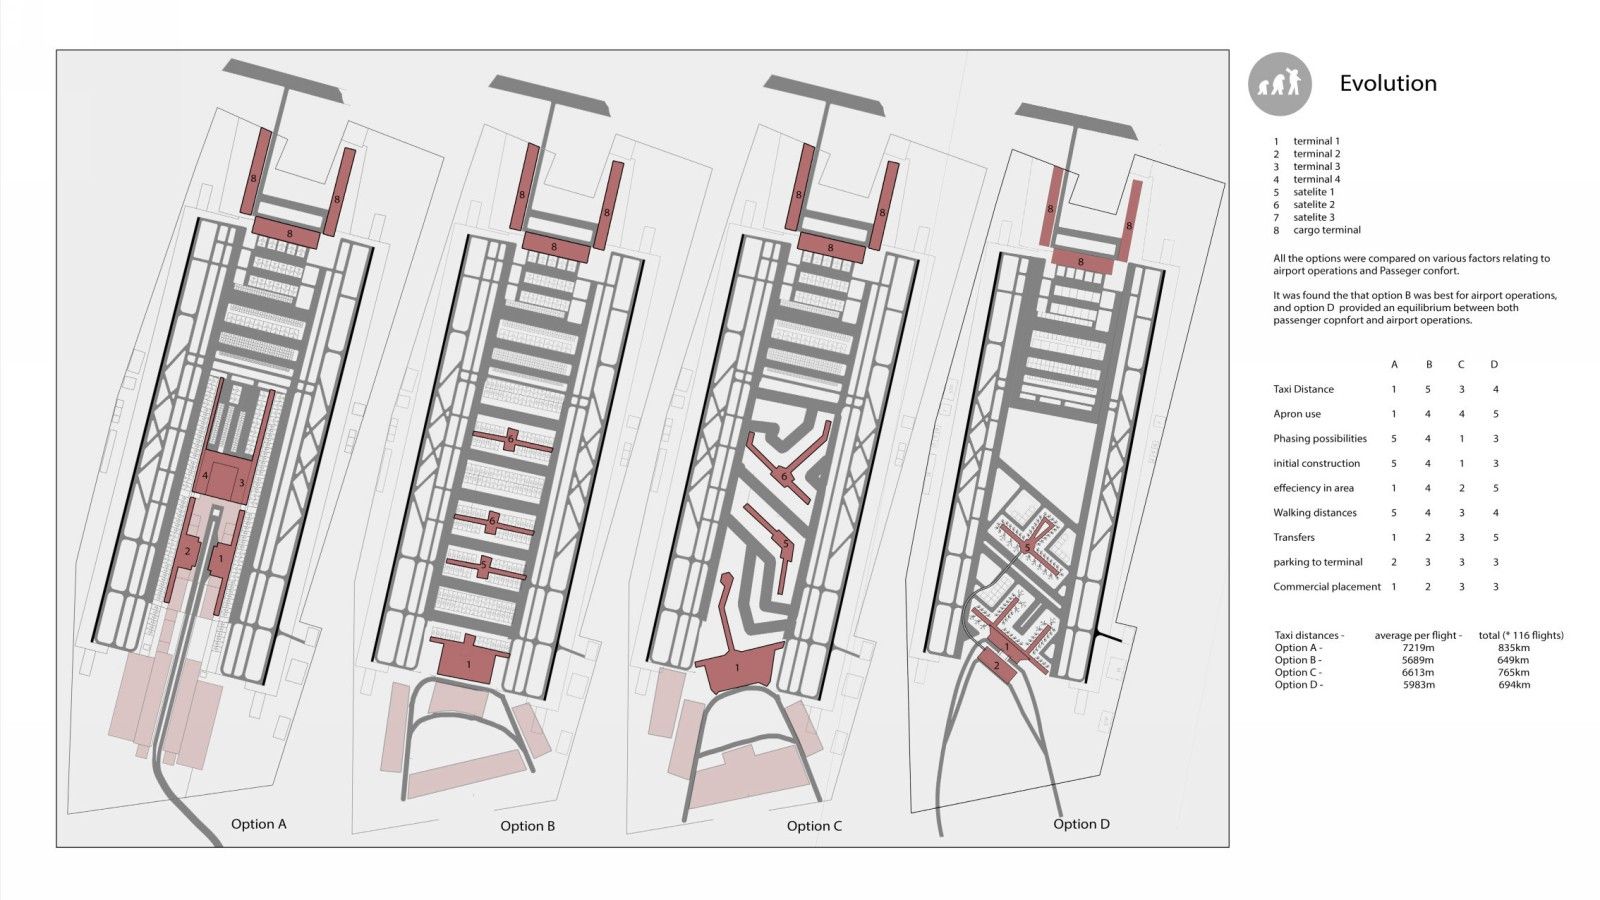 Evolution
1 terminal 1
2 terminal 2
3 terminal 3
4 terminal 4
5 satelite 1
6 satelite 2
7 satelite 3
8 cargo terminal
All the options were compared on various factors relating to
airport operations and Passeger confort.
It was found the that option B was best for airport operations,
and option D provided an equilibrium between both
passenger copnfort and airport operations.
A B C D
Taxi Distance 1 5 3 4
Apron use 1 4 4 5
Phasing possibilities 5 4 1 3
initial construction 5 4 1 3
effeciency in area 1 4 2 5
Walking distances 5 4 3 4
Transfers 1 2 3 5
parking to terminal 2 3 3 3
Commercial placement 1 2 3 3
Taxi distances - average per flight - total (* 116 flights)
Option A - 7219m 835km
Option B - 5689m 649km
Option C - 6613m 765km
Option D - 5983m 694km
8
8
8
4 3
2 1
Option A
8
8
8
6
6
5
1
Option B
8
8
8
6
5
1
Option C
8
8
8
5
1
2
Option D